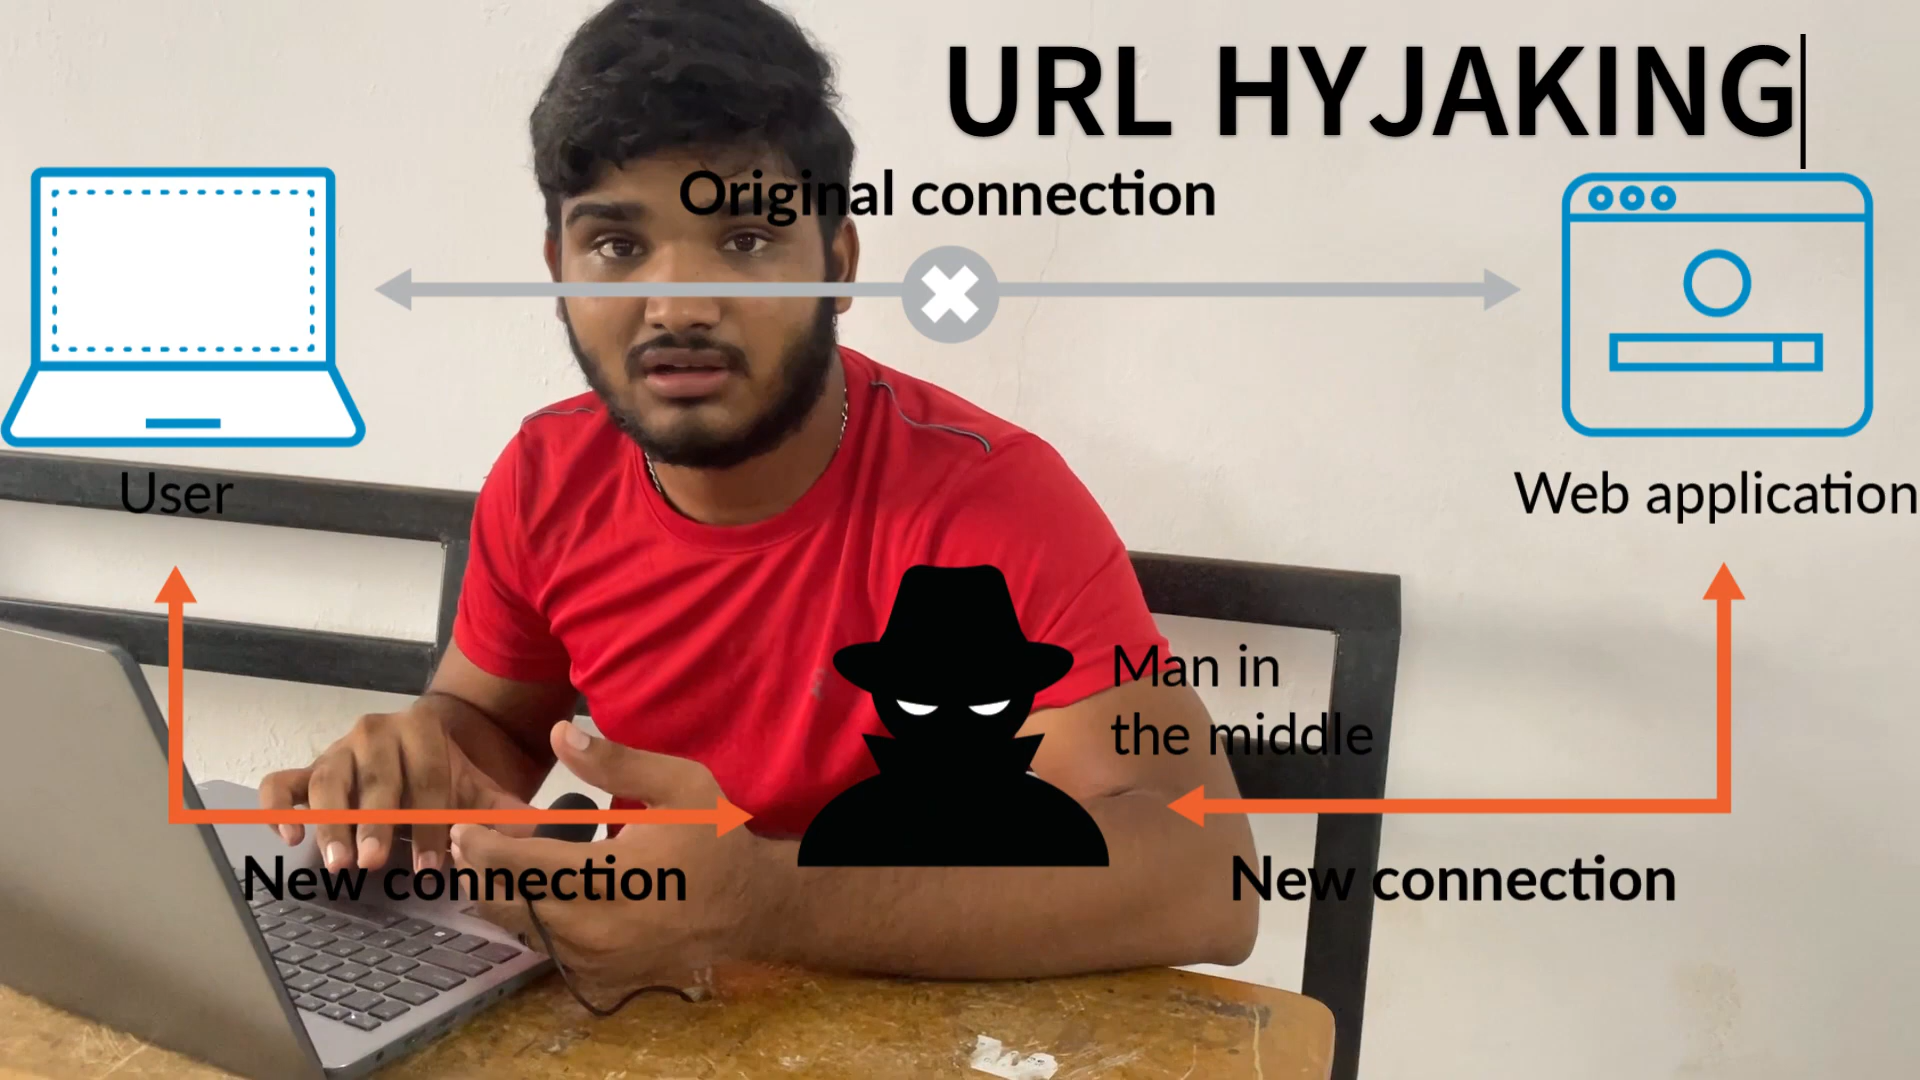 URL HYJAKING
Original connection
User
Web application
Man in
the middle
New connection
New connection